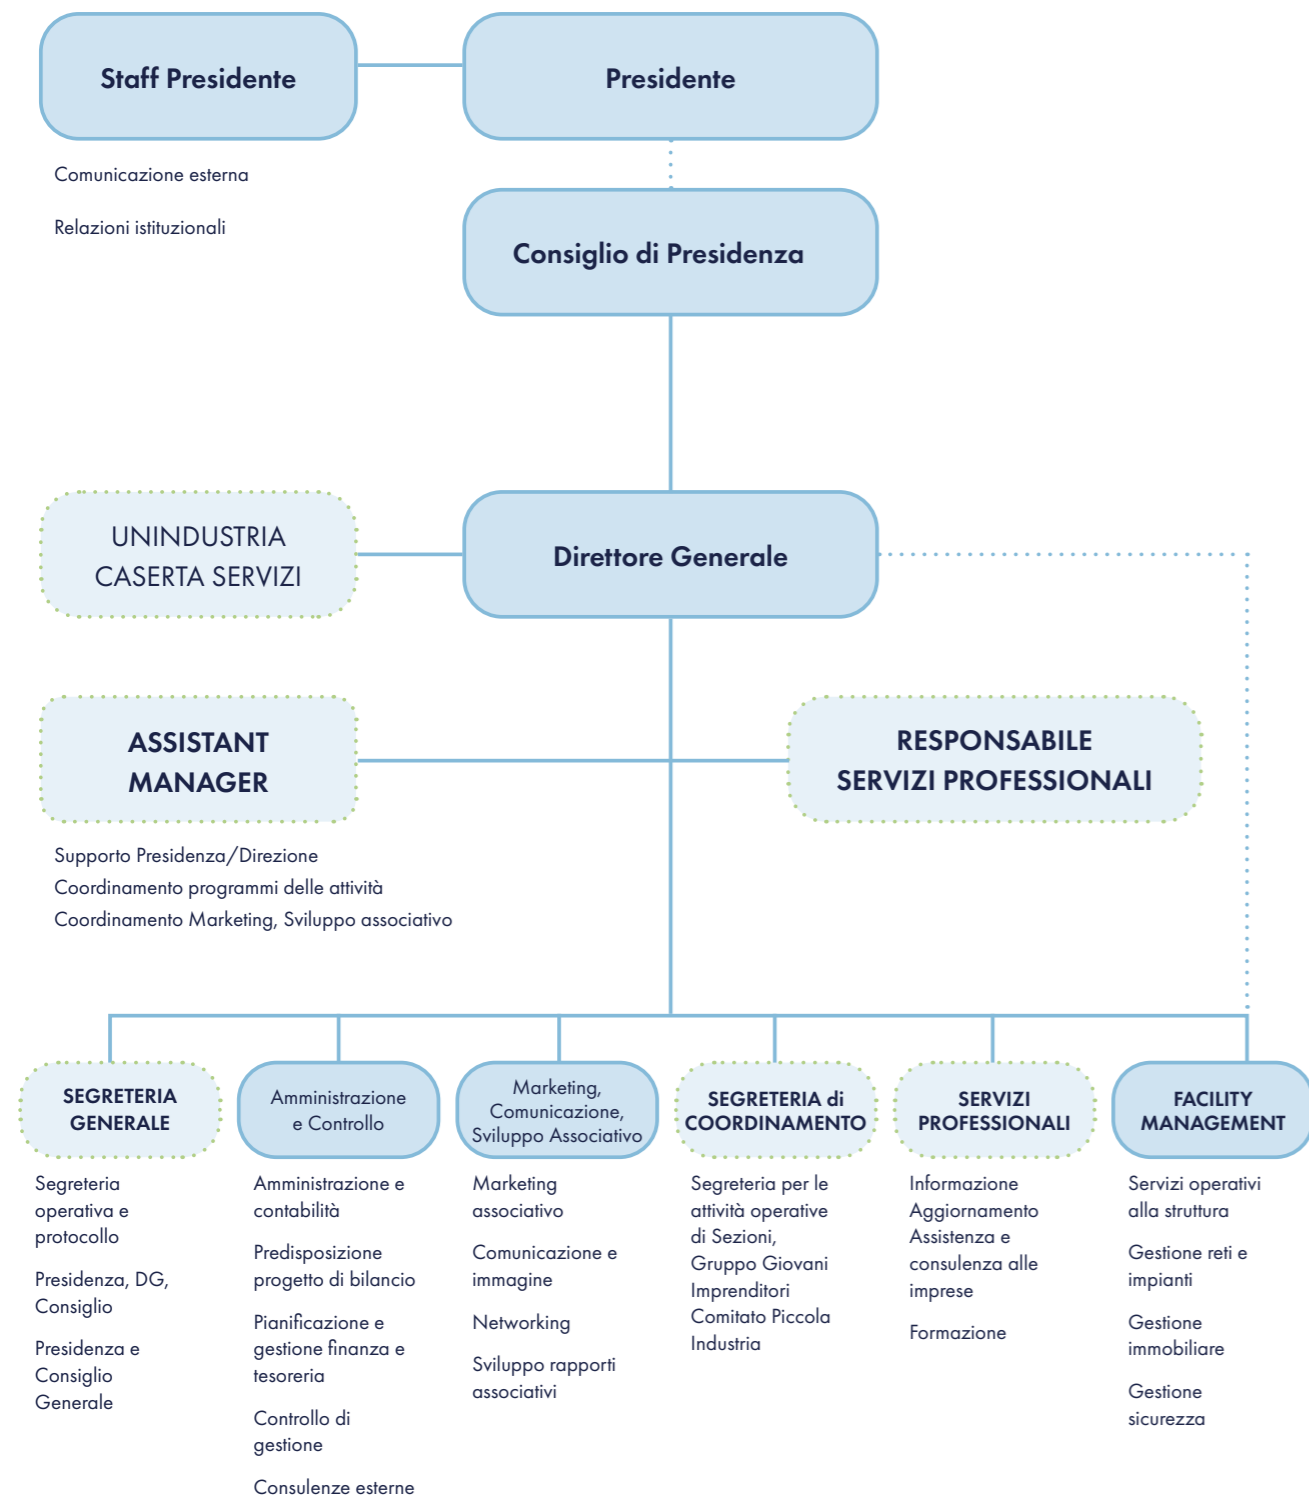 Staff Presidente
Presidente
Comunicazione esterna
Relazioni istituzionali
Consiglio di Presidenza
UNINDUSTRIA
CASERTA SERVIZI
Direttore Generale
ASSISTANT
MANAGER
RESPONSABILE
SERVIZI PROFESSIONALI
Supporto Presidenza/Direzione
Coordinamento programmi delle attività
Coordinamento Marketing, Sviluppo associativo
SEGRETERIA
GENERALE
Segreteria
operativa e
protocollo
Presidenza, DG,
Consiglio
Presidenza e
Consiglio
Generale
Amministrazione
e Controllo
Amministrazione e
contabilità
Predisposizione
progetto di bilancio
Pianificazione e
gestione finanza e
tesoreria
Controllo di
gestione
Consulenze esterne
Marketing,
Comunicazione,
Sviluppo Associativo
Marketing
associativo
Comunicazione e
immagine
Networking
Sviluppo rapporti
associativi
SEGRETERIA di
COORDINAMENTO
Segreteria per le
attività operative
di Sezioni,
Gruppo Giovani
Imprenditori
Comitato Piccola
Industria
SERVIZI
PROFESSIONALI
Informazione
Aggiornamento
Assistenza e
consulenza alle
imprese
Formazione
FACILITY
MANAGEMENT
Servizi operativi
alla struttura
Gestione reti e
impianti
Gestione
immobiliare
Gestione
sicurezza